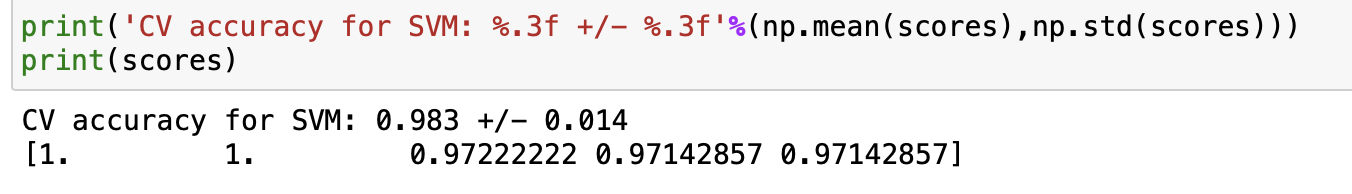 print('CV accuracy for SVM: %.3f +/- %.3f'%(np.mean(scores),np.std(scores)))
print(scores)
CV accuracy for SVM: 0.983 +/- 0.014
[1.         1.         0.97222222 0.97142857 0.97142857]